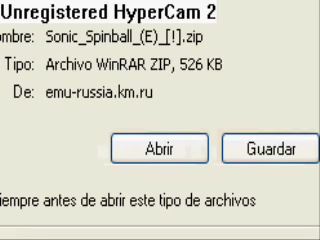 Unregistered HyperCam 2
ombre: Sonic_Spinball_(E)_[!].zip
Tipo: Archivo WinRAR ZIP, 526 KB
De: emu-russia.km.ru
Abrir Guardar
iempre antes de abrir este tipo de archivos